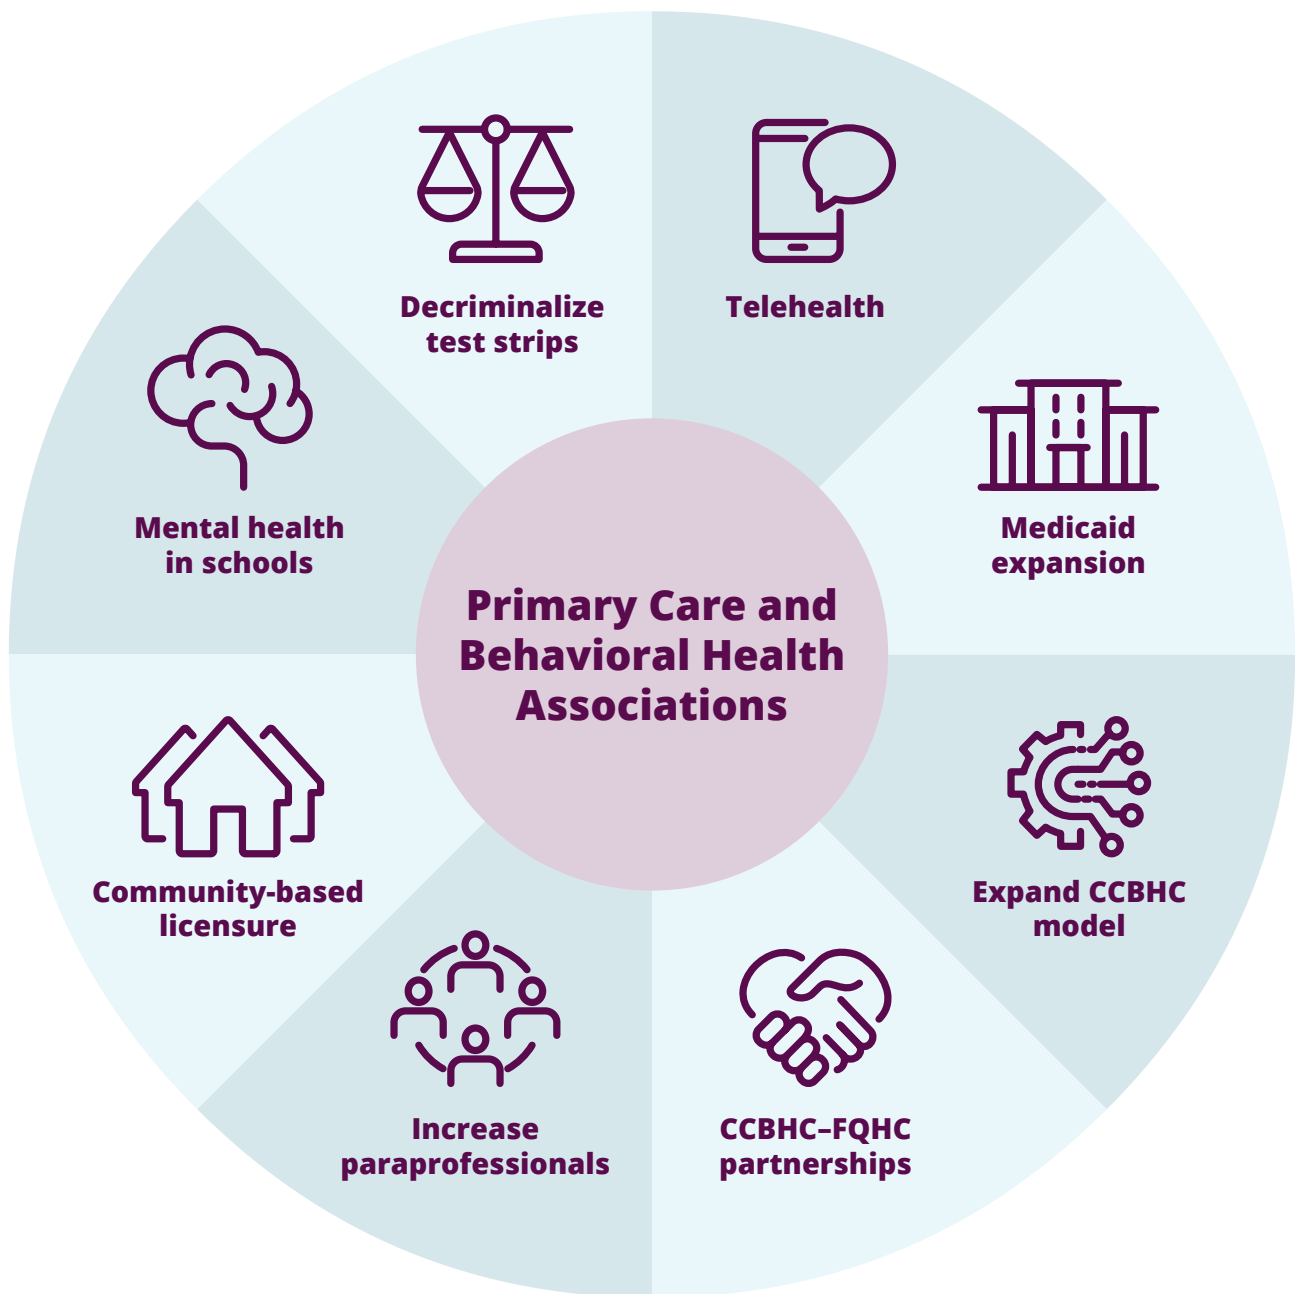 Decriminalize
test strips
Telehealth
Medicaid
expansion
Expand CCBHC
model
CCBHC–FQHC
partnerships
Increase
paraprofessionals
Community-based
licensure
Mental health
in schools
Primary Care and
Behavioral Health
Associations